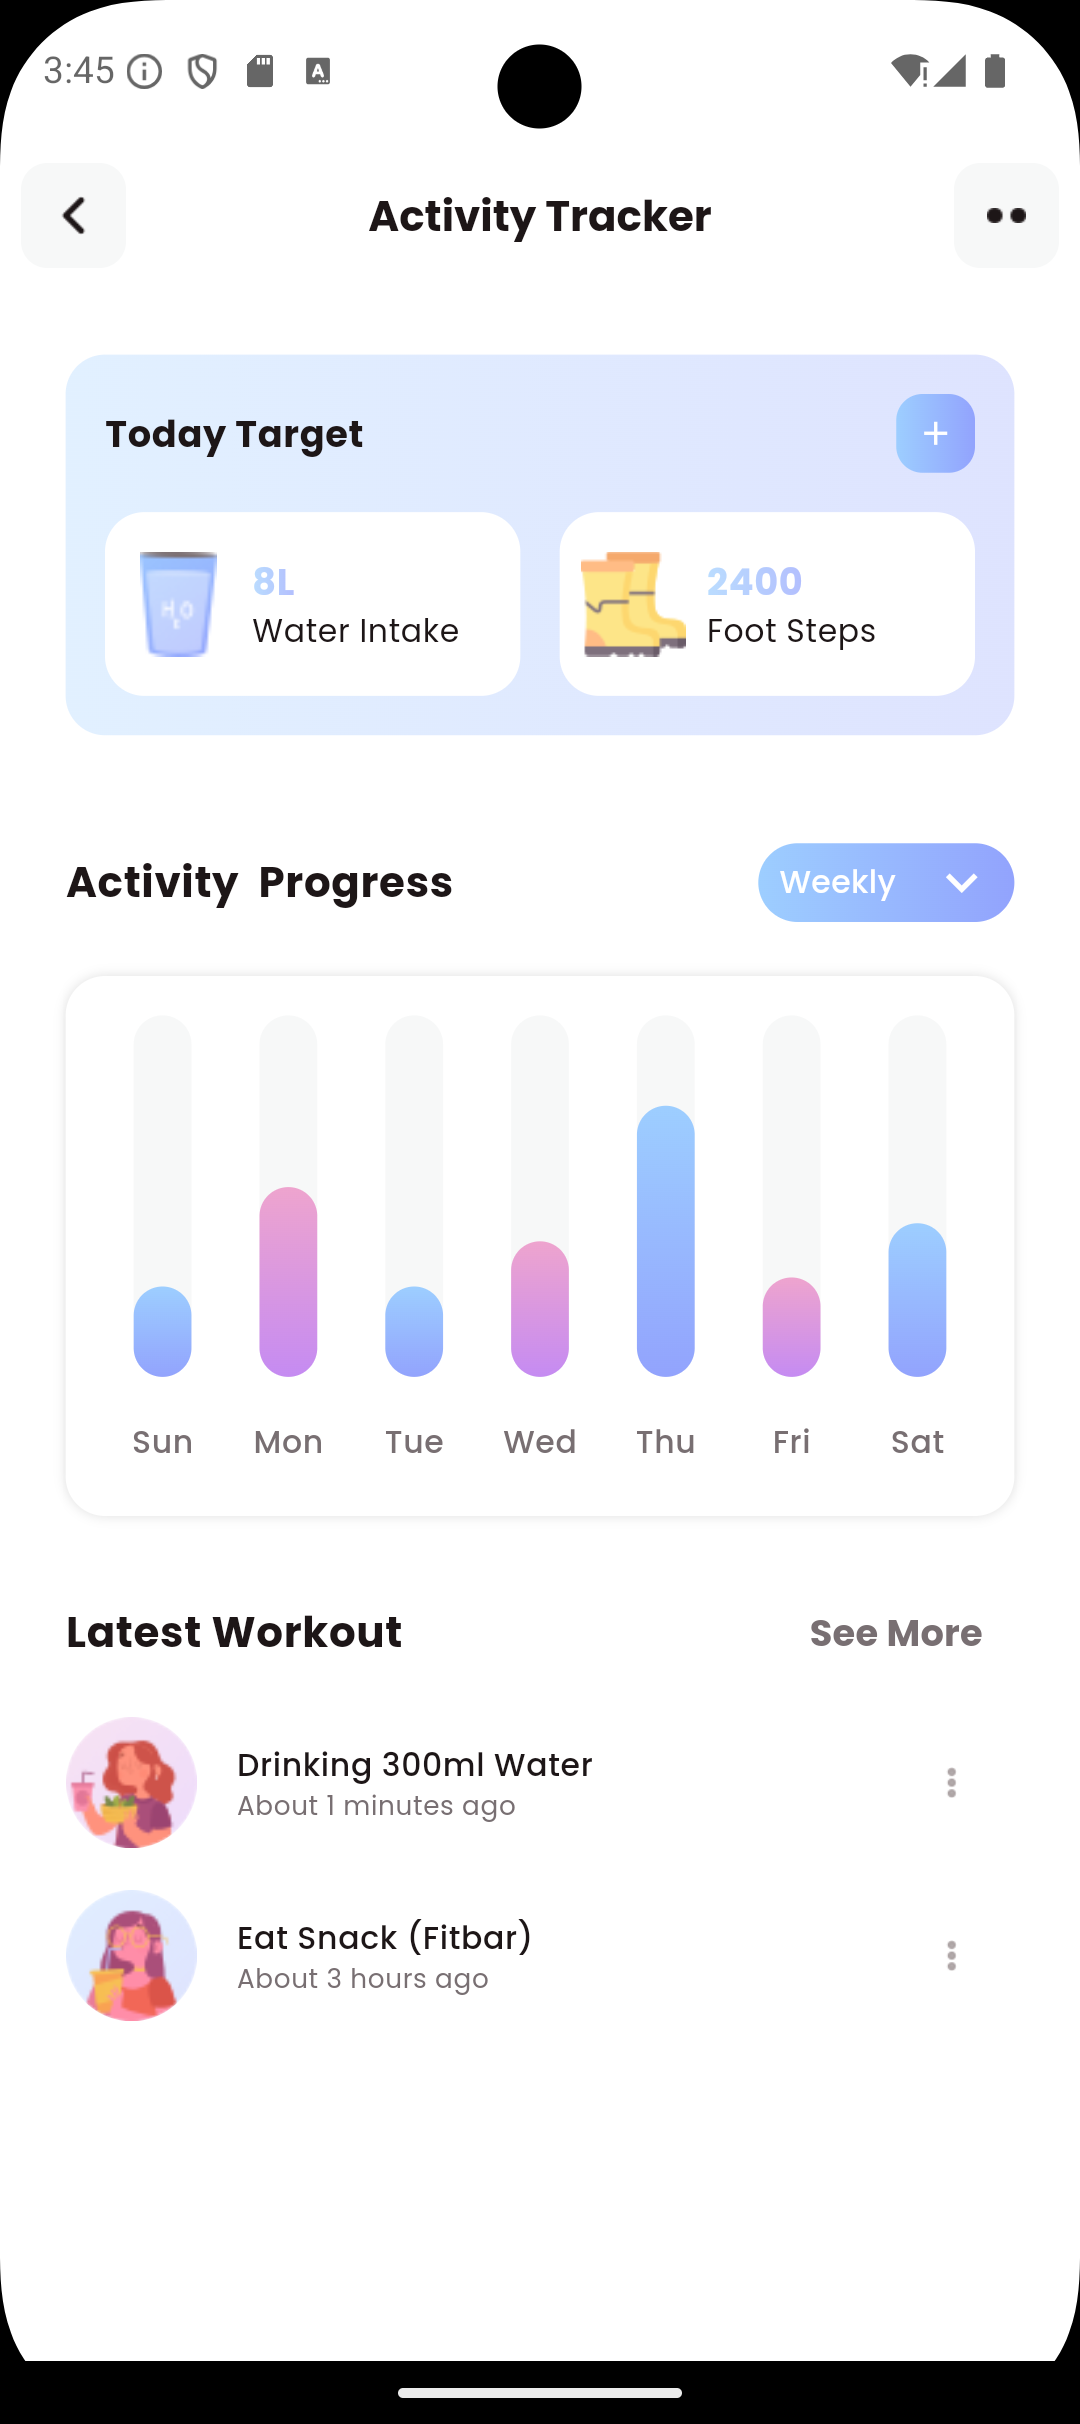 3:45
Activity Tracker
Today Target
8L
Water Intake
2400
Foot Steps
Activity Progress
Weekly
Sun Mon Tue Wed Thu Fri Sat
Latest Workout
See More
Drinking 300ml Water
About 1 minutes ago
Eat Snack (Fitbar)
About 3 hours ago